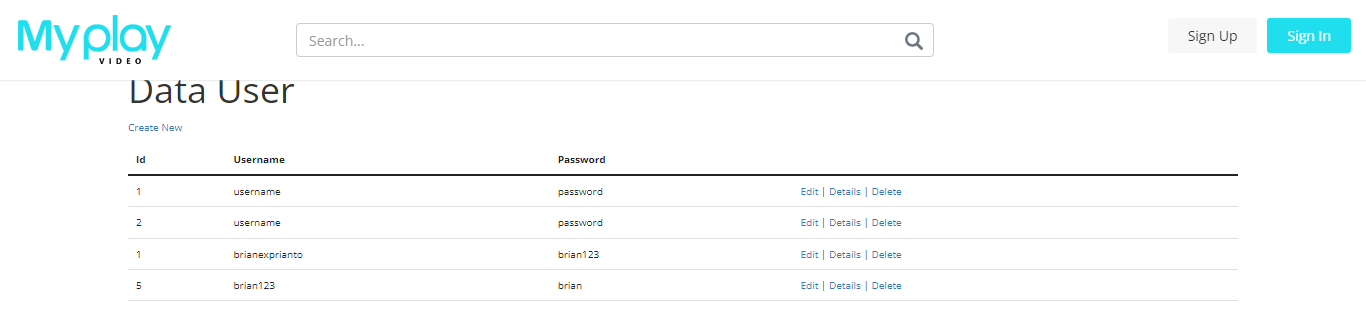 Myplay
VIDEO
Search...
Sign Up
Sign In
Data User
Create New
Id Username Password
1 username password Edit | Details | Delete
2 username password Edit | Details | Delete
1 brianexprianto brian123 Edit | Details | Delete
5 brian123 brian Edit | Details | Delete